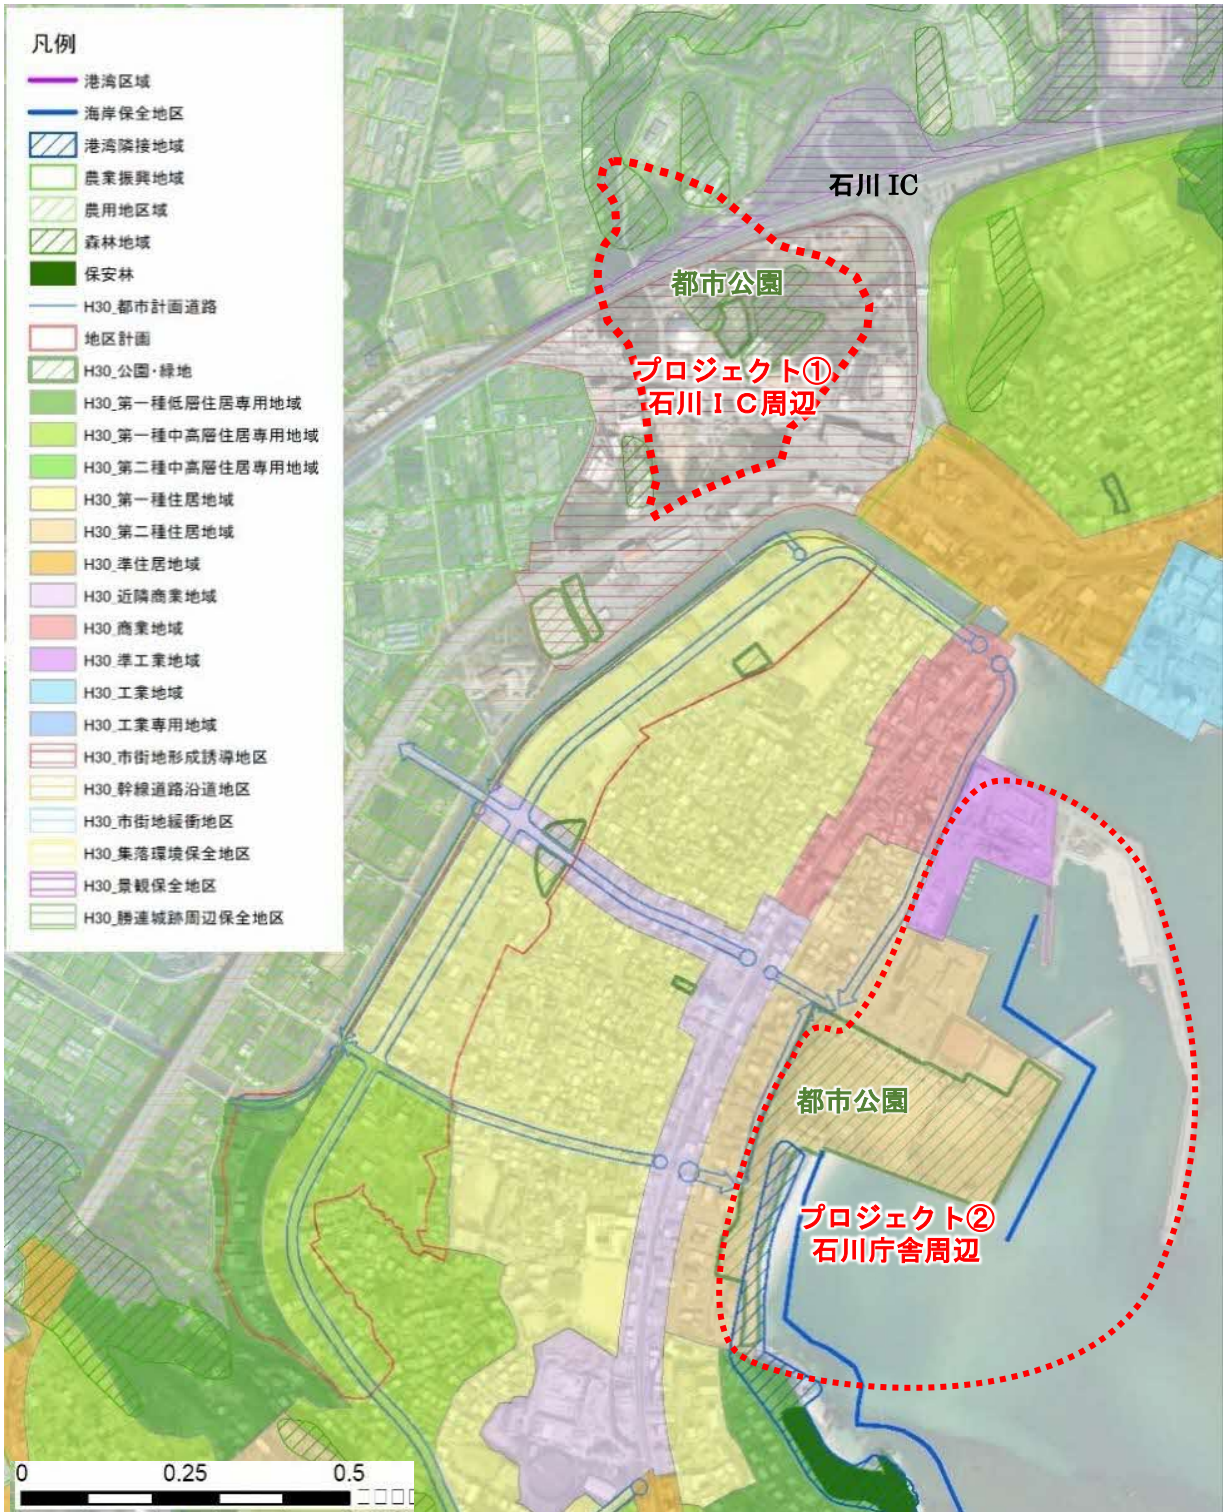 凡例
港湾区域
海岸保全地区
港湾隣接地域
農業振興地域
農用地区域
森林地域
保安林
H30_都市計画道路
地区計画
H30_公園・緑地
H30_第一種低層住居専用地域
H30_第一種中高層住居専用地域
H30_第二種中高層住居専用地域
H30_第一種住居地域
H30_第二種住居地域
H30_準住居地域
H30_近隣商業地域
H30_商業地域
H30_準工業地域
H30_工業地域
H30_工業専用地域
H30_市街地形成誘導地区
H30_幹線道路沿道地区
H30_市街地緩衝地区
H30_集落環境保全地区
H30_景観保全地区
H30_勝連城跡周辺保全地区
石川 IC
都市公園
プロジェクト①
石川ＩＣ周辺
都市公園
プロジェクト②
石川庁舎周辺
0 0.25 0.5